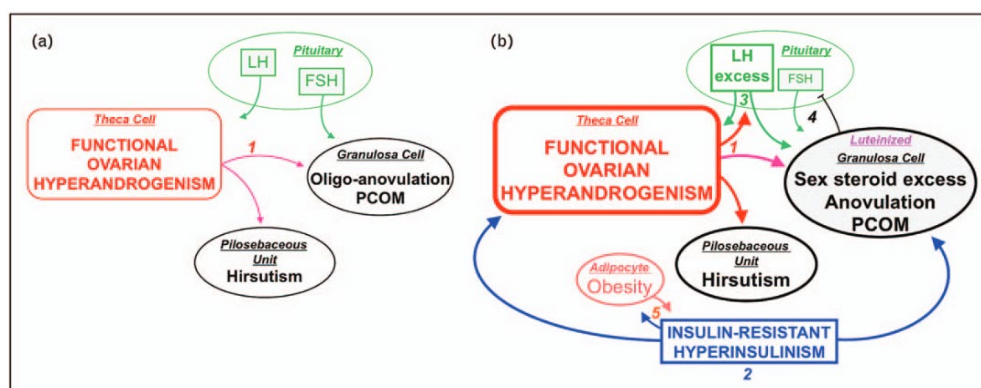 (a)
Pituitary
LH
FSH
Theca Cell
FUNCTIONAL
OVARIAN
HYPERANDROGENISM
1
Granulosa Cell
Oligo-anovulation
PCOM
Pilosebaceous
Unit
Hirsutism
(b)
Pituitary
LH
excess
FSH
3
4
Theca Cell
FUNCTIONAL
OVARIAN
HYPERANDROGENISM
1
Luteinized
Granulosa Cell
Sex steroid excess
Anovulation
PCOM
Pilosebaceous
Unit
Hirsutism
Adipocyte
Obesity
5
INSULIN-RESISTANT
HYPERINSULINISM
2